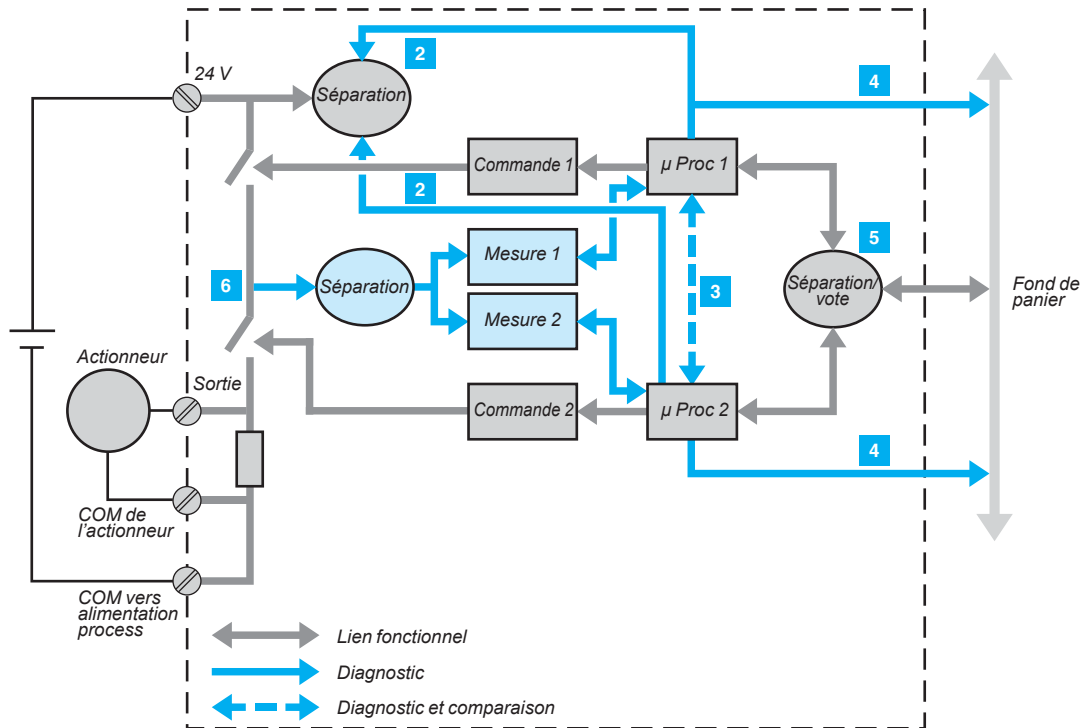 24 V
Séparation
2
4
Commande 1
µ Proc 1
2
5
Mesure 1
Séparation
6
3
Séparation/
vote
Fond de
panier
Mesure 2
Actionneur
Sortie
Commande 2
µ Proc 2
4
COM de
l'actionneur
COM vers
alimentation
process
Lien fonctionnel
Diagnostic
Diagnostic et comparaison